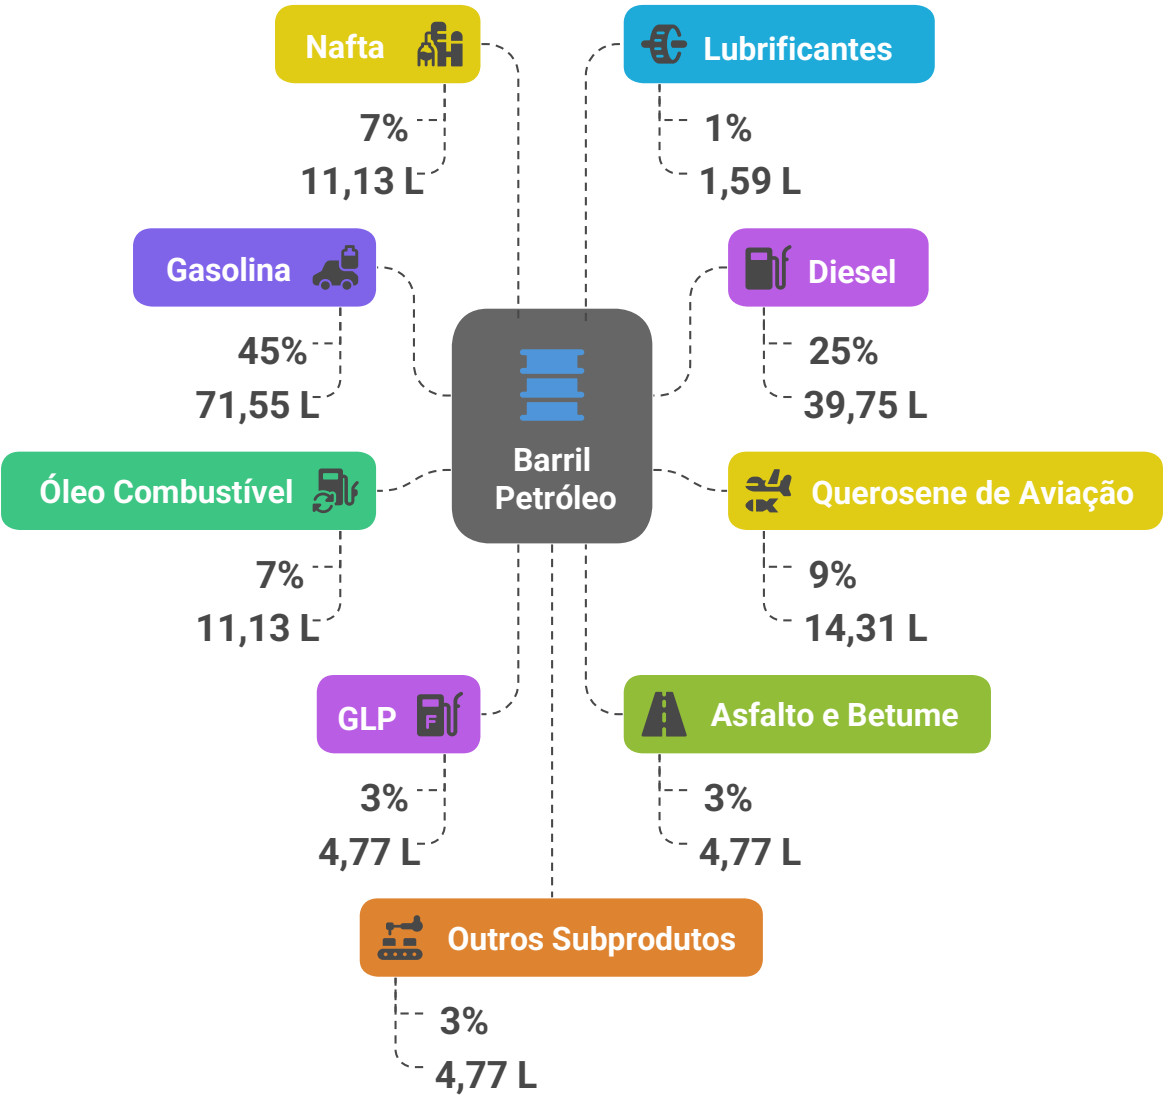 Nafta
7%
11,13 L
Lubrificantes
1%
1,59 L
Gasolina
45%
71,55 L
Diesel
25%
39,75 L
Barril
Petróleo
Óleo Combustível
7%
11,13 L
Querosene de Aviação
9%
14,31 L
GLP
F
3%
4,77 L
Asfalto e Betume
3%
4,77 L
Outros Subprodutos
3%
4,77 L